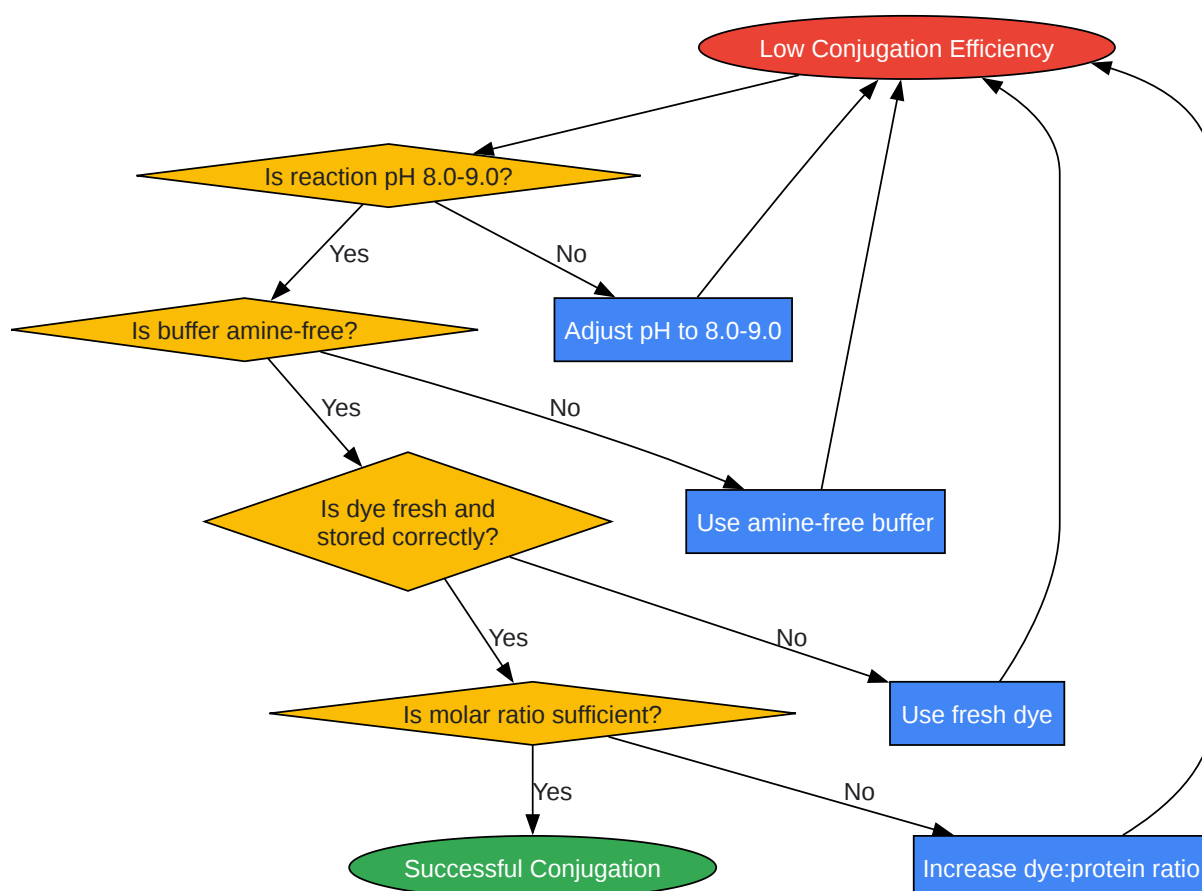 Low Conjugation Efficiency
Is reaction pH 8.0-9.0?
Yes
No
Is buffer amine-free?
Adjust pH to 8.0-9.0
Yes
No
Is dye fresh and
stored correctly?
Use amine-free buffer
Yes
No
Is molar ratio sufficient?
Use fresh dye
Yes
No
Successful Conjugation
Increase dye:protein ratio